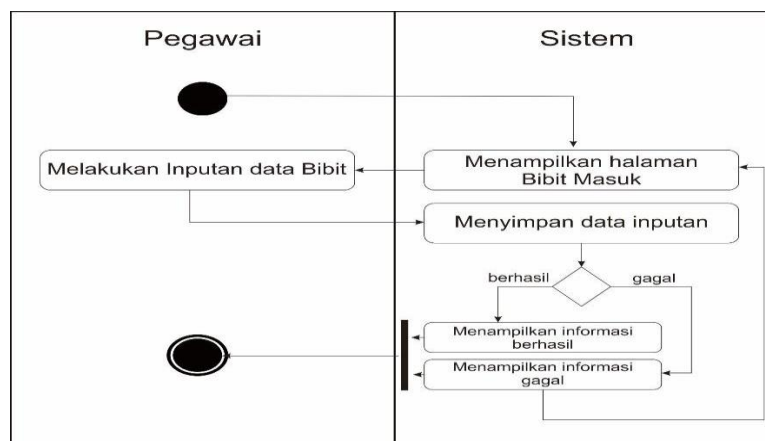 Pegawai
Sistem
Melakukan Inputan data Bibit
Menampilkan halaman
Bibit Masuk
Menyimpan data inputan
berhasil
gagal
Menampilkan informasi
berhasil
Menampilkan informasi
gagal